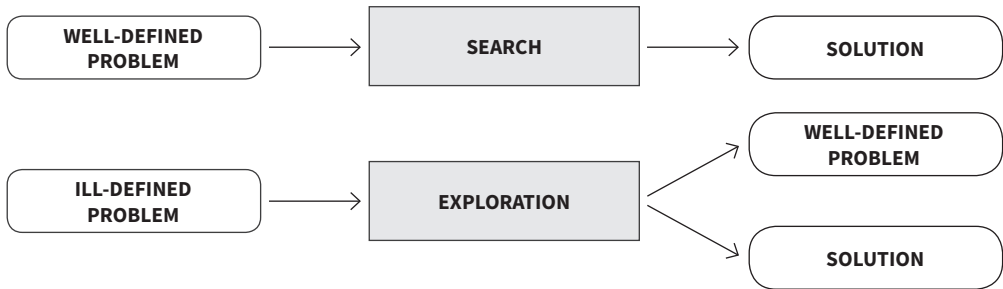 WELL-DEFINED
PROBLEM
SEARCH
SOLUTION
WELL-DEFINED
PROBLEM
ILL-DEFINED
PROBLEM
EXPLORATION
SOLUTION